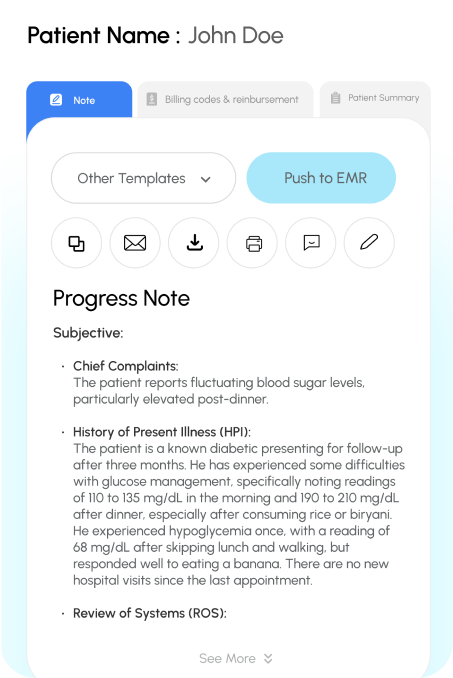 Patient Name : John Doe
Note
Billing codes & reinbursement
Patient Summary
Other Templates
Push to EMR
Progress Note
Subjective:
· Chief Complaints:
The patient reports fluctuating blood sugar levels,
particularly elevated post-dinner.
· History of Present Illness (HPI):
The patient is a known diabetic presenting for follow-up
after three months. He has experienced some difficulties
with glucose management, specifically noting readings
of 110 to 135 mg/dL in the morning and 190 to 210 mg/dL
after dinner, especially after consuming rice or biryani.
He experienced hypoglycemia once, with a reading of
68 mg/dL after skipping lunch and walking, but
responded well to eating a banana. There are no new
hospital visits since the last appointment.
· Review of Systems (ROS):
See More